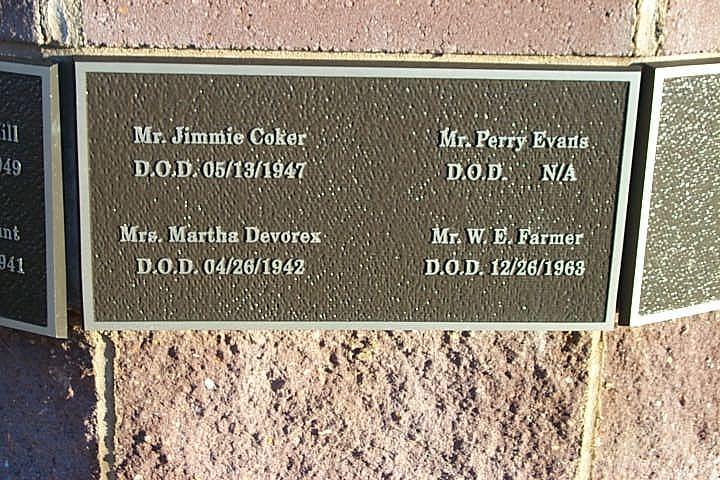 Mr. Jimmie Coker
D.O.D. 05/13/1947
Mrs. Martha Devorex
D.O.D. 04/26/1942
Mr. Perry Evans
D.O.D. N/A
Mr. W. E. Farmer
D.O.D. 12/26/1963